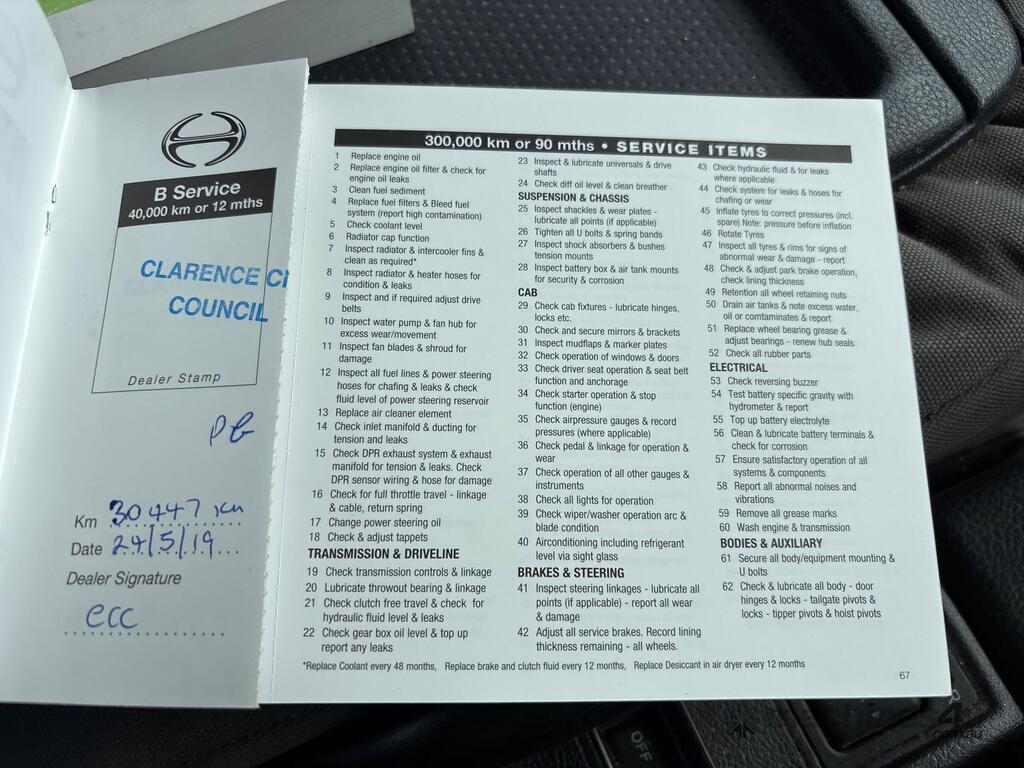 B Service
40,000 km or 12 mths
CLARENCE CI
COUNCIL
Dealer Stamp
PG
Km 30447 km
Date 24/5/19
Dealer Signature
ecc
300,000 km or 90 mths • SERVICE ITEMS
1 Replace engine oil
2 Replace engine oil filter & check for
engine oil leaks
3 Clean fuel sediment
4 Replace fuel filters & Bleed fuel
system (report high contamination)
5 Check coolant level
6 Radiator cap function
7 Inspect radiator & intercooler fins &
clean as required*
8 Inspect radiator & heater hoses for
condition & leaks
9 Inspect and if required adjust drive
belts
10 Inspect water pump & fan hub for
excess wear/movement
11 Inspect fan blades & shroud for
damage
12 Inspect all fuel lines & power steering
hoses for chafing & leaks & check
fluid level of power steering reservoir
13 Replace air cleaner element
14 Check inlet manifold & ducting for
tension and leaks
15 Check DPR exhaust system & exhaust
manifold for tension & leaks. Check
DPR sensor wiring & hose for damage
16 Check for full throttle travel - linkage
& cable, return spring
17 Change power steering oil
18 Check & adjust tappets
TRANSMISSION & DRIVELINE
19 Check transmission controls & linkage
20 Lubricate throwout bearing & linkage
21 Check clutch free travel & check for
hydraulic fluid level & leaks
22 Check gear box oil level & top up
report any leaks
23 Inspect & lubricate universals & drive
shafts
24 Check diff oil level & clean breather
SUSPENSION & CHASSIS
25 Inspect shackles & wear plates -
lubricate all points (if applicable)
26 Tighten all U bolts & spring bands
27 Inspect shock absorbers & bushes
tension mounts
28 Inspect battery box & air tank mounts
for security & corrosion
CAB
29 Check cab fixtures - lubricate hinges,
locks etc.
30 Check and secure mirrors & brackets
31 Inspect mudflaps & marker plates
32 Check operation of windows & doors
33 Check driver seat operation & seat belt
function and anchorage
34 Check starter operation & stop
function (engine)
35 Check airpressure gauges & record
pressures (where applicable)
36 Check pedal & linkage for operation &
wear
37 Check operation of all other gauges &
instruments
38 Check all lights for operation
39 Check wiper/washer operation arc &
blade condition
40 Airconditioning including refrigerant
level via sight glass
BRAKES & STEERING
41 Inspect steering linkages - lubricate all
points (if applicable) - report all wear
& damage
42 Adjust all service brakes. Record lining
thickness remaining - all wheels.
43 Check hydraulic fluid & for leaks
where applicable
44 Check system for leaks & hoses for
chafing or wear
45 Inflate tyres to correct pressures (incl.
spare) Note: pressure before inflation
46 Rotate Tyres
47 Inspect all tyres & rims for signs of
abnormal wear & damage - report
48 Check & adjust park brake operation,
check lining thickness
49 Retention all wheel retaining nuts
50 Drain air tanks & note excess water,
oil or comtaminates & report
51 Replace wheel bearing grease &
adjust bearings - renew hub seals
52 Check all rubber parts
ELECTRICAL
53 Check reversing buzzer
54 Test battery specific gravity with
hydrometer & report
55 Top up battery electrolyte
56 Clean & lubricate battery terminals &
check for corrosion
57 Ensure satisfactory operation of all
systems & components
58 Report all abnormal noises and
vibrations
59 Remove all grease marks
60 Wash engine & transmission
BODIES & AUXILIARY
61 Secure all body/equipment mounting &
U bolts
62 Check & lubricate all body - door
hinges & locks - tailgate pivots &
locks - tipper pivots & hoist pivots
*Replace Coolant every 48 months, Replace brake and clutch fluid every 12 months, Replace Desiccant in air dryer every 12 months
67
OFF
.com.au